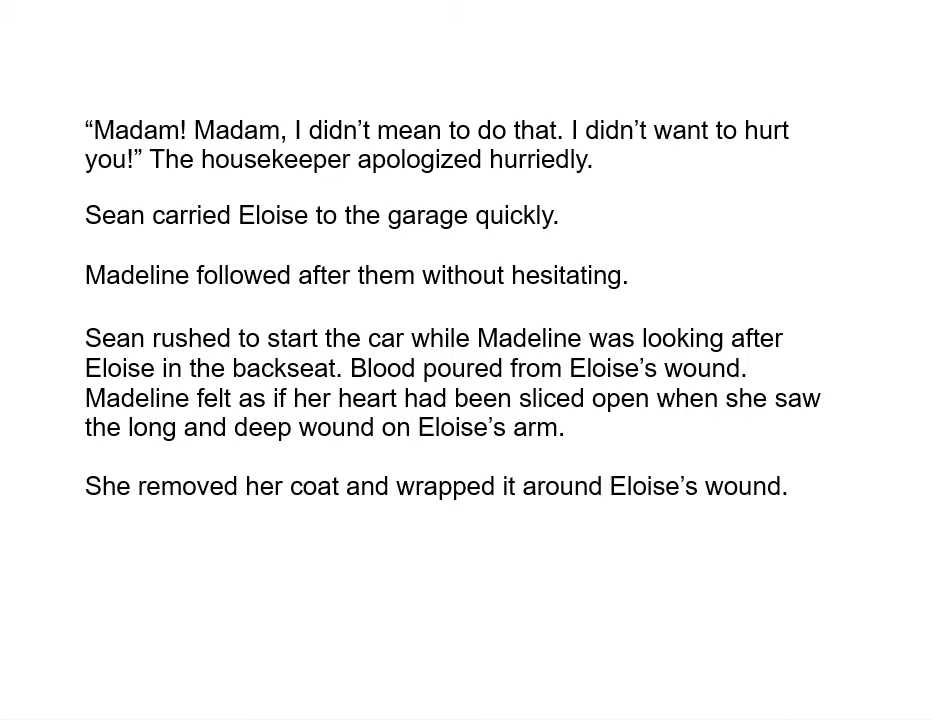 “Madam! Madam, I didn’t mean to do that. I didn’t want to hurt
you!” The housekeeper apologized hurriedly.
Sean carried Eloise to the garage quickly.
Madeline followed after them without hesitating.
Sean rushed to start the car while Madeline was looking after
Eloise in the backseat. Blood poured from Eloise’s wound.
Madeline felt as if her heart had been sliced open when she saw
the long and deep wound on Eloise’s arm.
She removed her coat and wrapped it around Eloise’s wound.